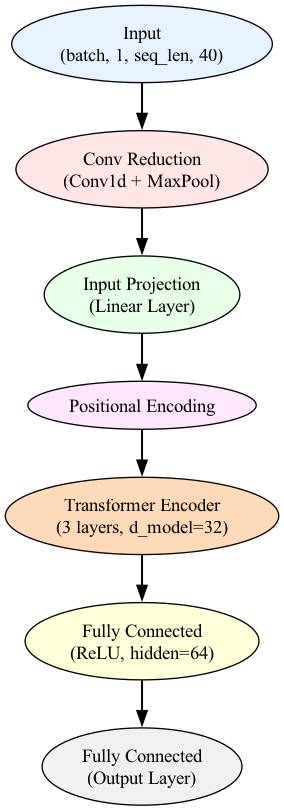 Input
(batch, 1, seq_len, 40)
Conv Reduction
(Conv1d + MaxPool)
Input Projection
(Linear Layer)
Positional Encoding
Transformer Encoder
(3 layers, d_model=32)
Fully Connected
(ReLU, hidden=64)
Fully Connected
(Output Layer)